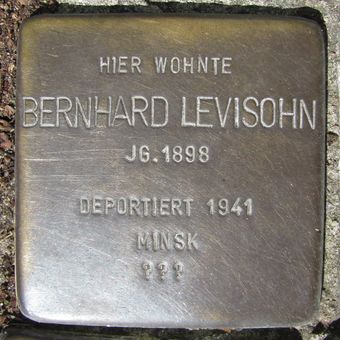 HIER WOHNTE
BERNHARD LEVISOHN
JG. 1898
DEPORTIERT 1941
MINSK
???